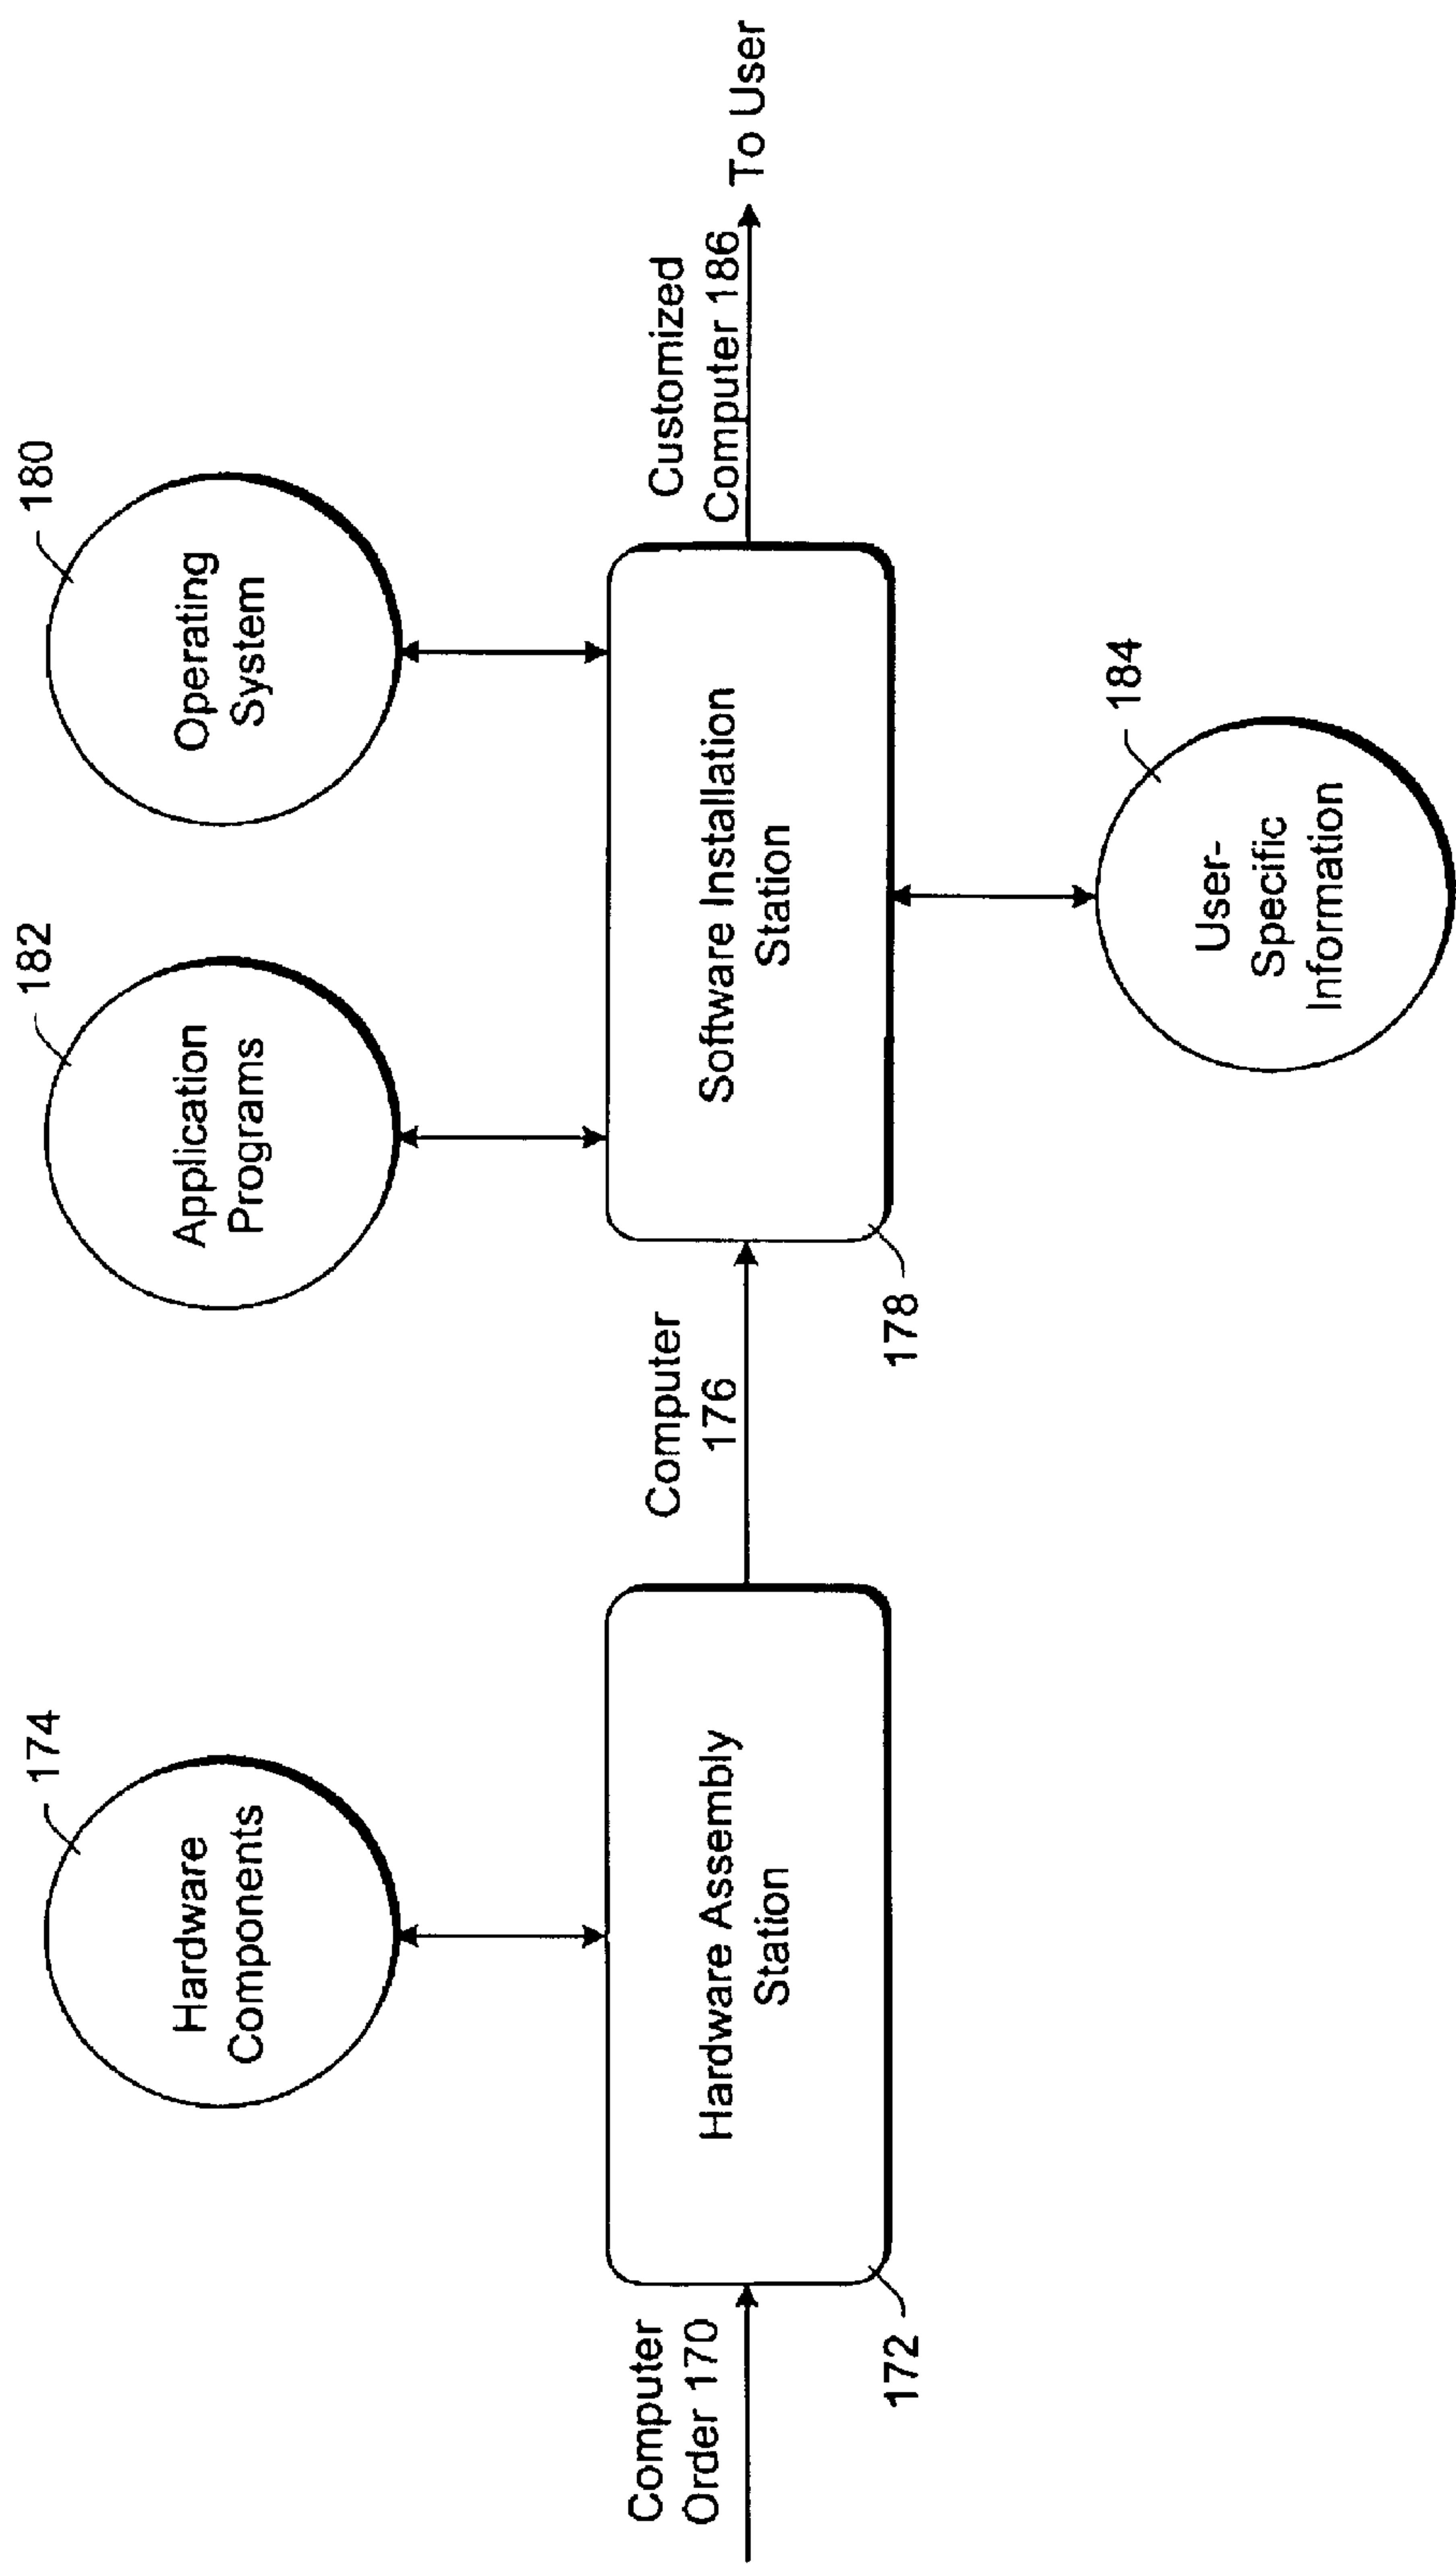 174
Hardware
Components
182
Application
Programs
180
Operating
System
Computer
Order 170
Hardware Assembly
Station
172
Computer
176
Software Installation
Station
178
Customized
Computer 186
To User
184
User-
Specific
Information